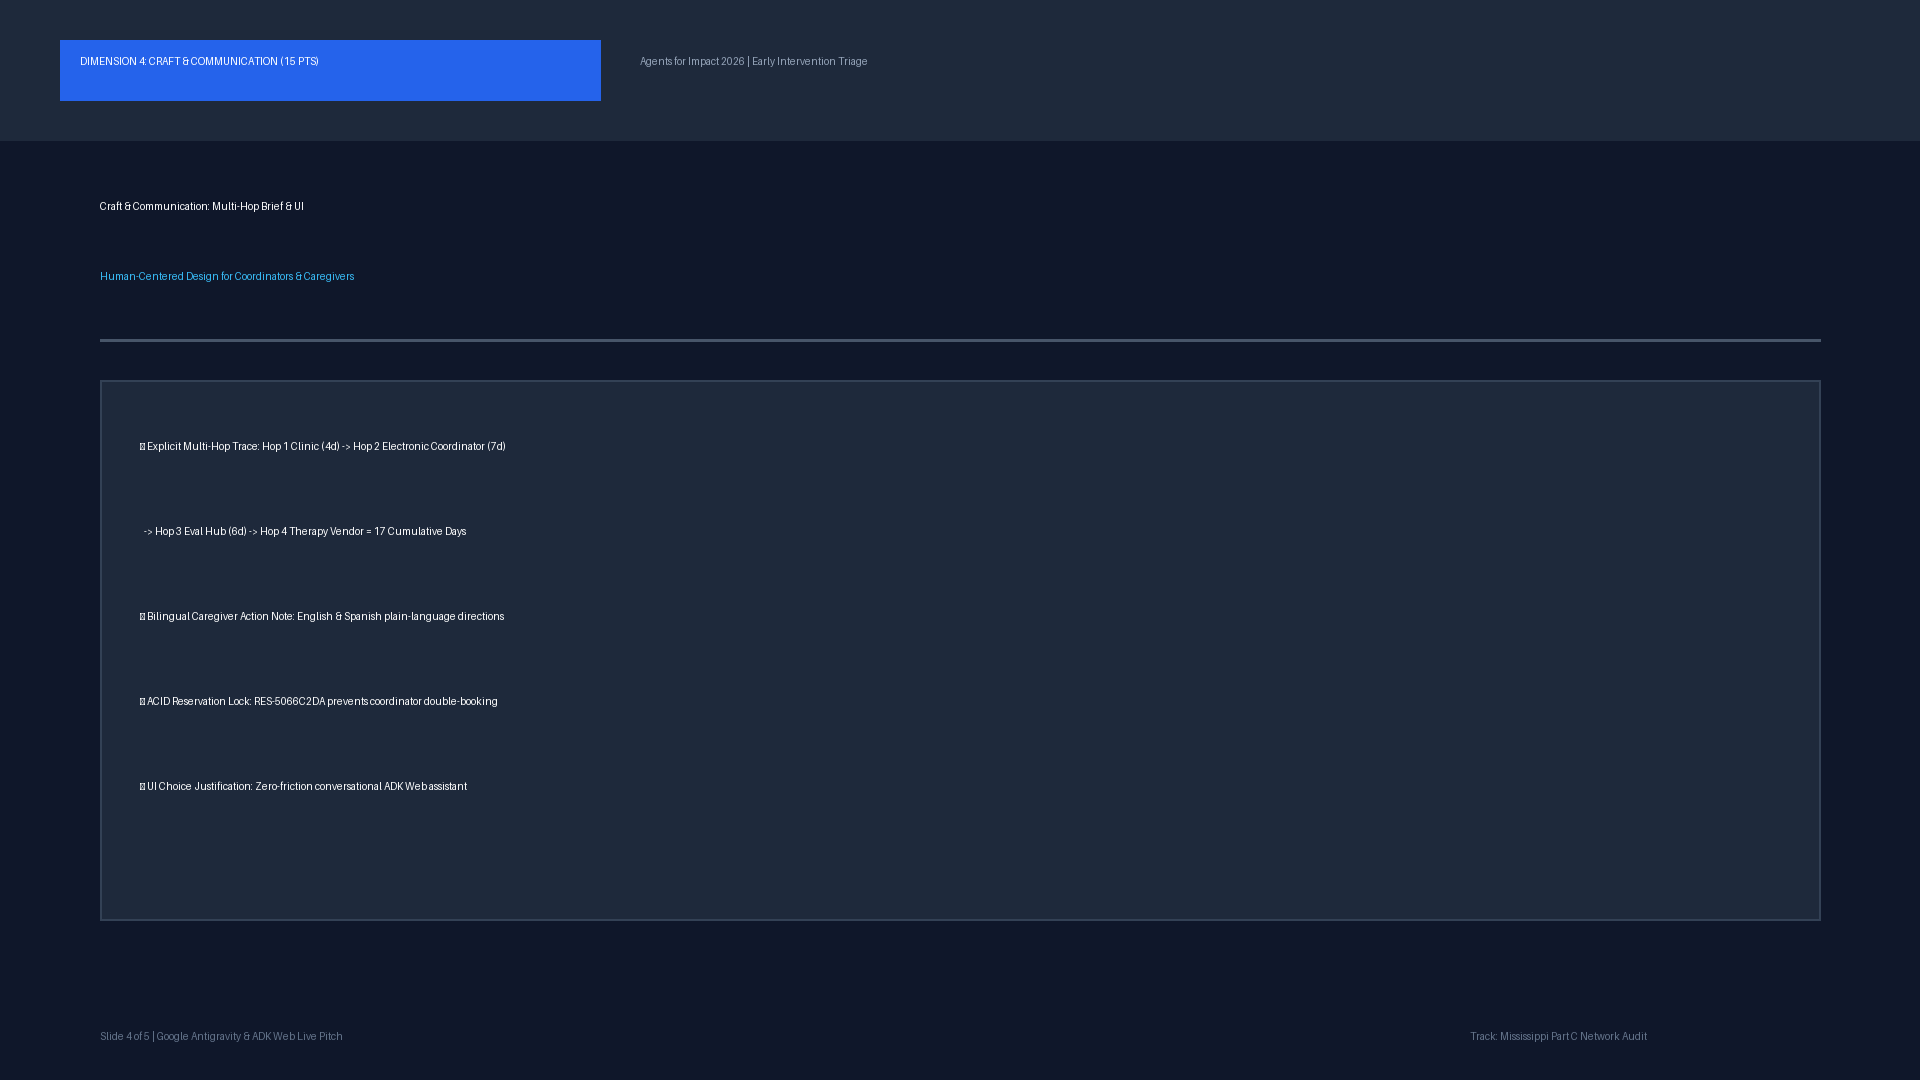 DIMENSION 4: CRAFT & COMMUNICATION (15 PTS)
Agents for Impact 2026 | Early Intervention Triage
Craft & Communication: Multi-Hop Brief & UI
Human-Centered Design for Coordinators & Caregivers
Explicit Multi-Hop Trace: Hop 1 Clinic (4d) -> Hop 2 Electronic Coordinator (7d)
-> Hop 3 Eval Hub (6d) -> Hop 4 Therapy Vendor = 17 Cumulative Days
Bilingual Caregiver Action Note: English & Spanish plain-language directions
ACID Reservation Lock: RES-5066C2DA prevents coordinator double-booking
UI Choice Justification: Zero-friction conversational ADK Web assistant
Slide 4 of 5 | Google Antigravity & ADK Web Live Pitch
Track: Mississippi Part C Network Audit